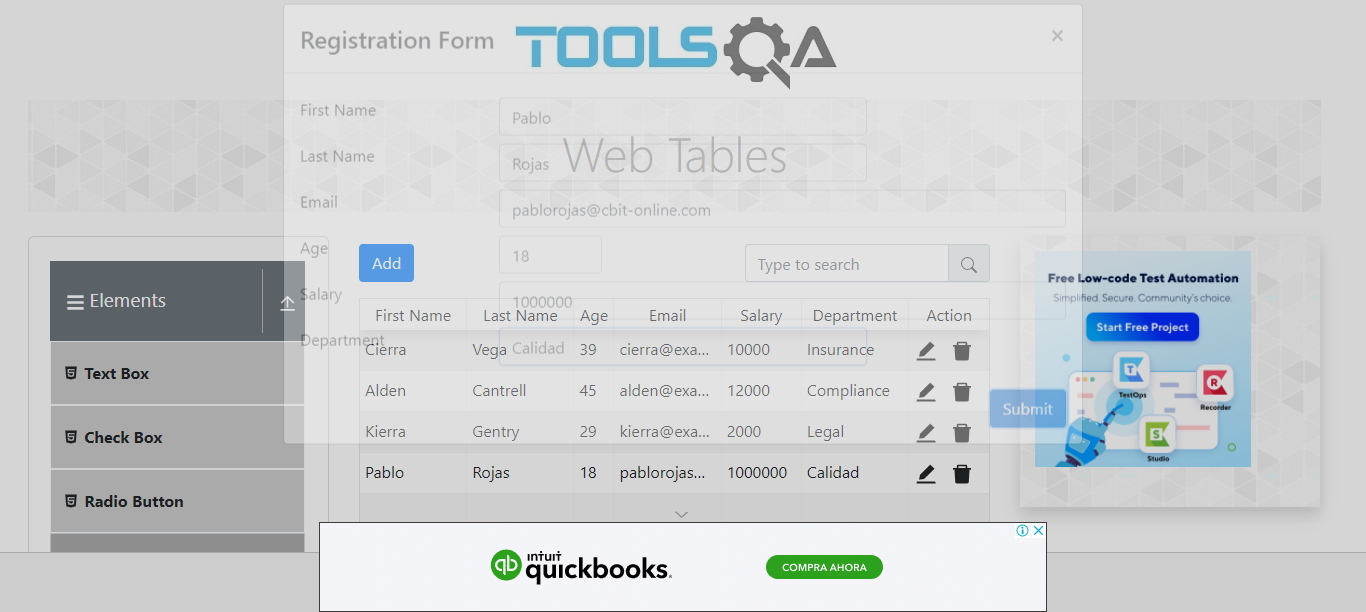 Registration Form
TOOLSQA
×
First Name
Pablo
Last Name
Rojas
Web Tables
Email
pablorojas@cbit-online.com
Age
18
Salary
1000000
Department
Calidad
Submit
Elements
Text Box
Check Box
Radio Button
Add
Type to search
First Name Last Name Age Email Salary Department Action
Cierra Vega 39 cierra@exa... 10000 Insurance
Alden Cantrell 45 alden@exa... 12000 Compliance
Kierra Gentry 29 kierra@exa... 2000 Legal
Pablo Rojas 18 pablorojas... 1000000 Calidad
Free Low-code Test Automation
Simplified. Secure. Community's choice.
Start Free Project
TestOps
Recorder
Studio
intuit
quickbooks.
COMPRA AHORA